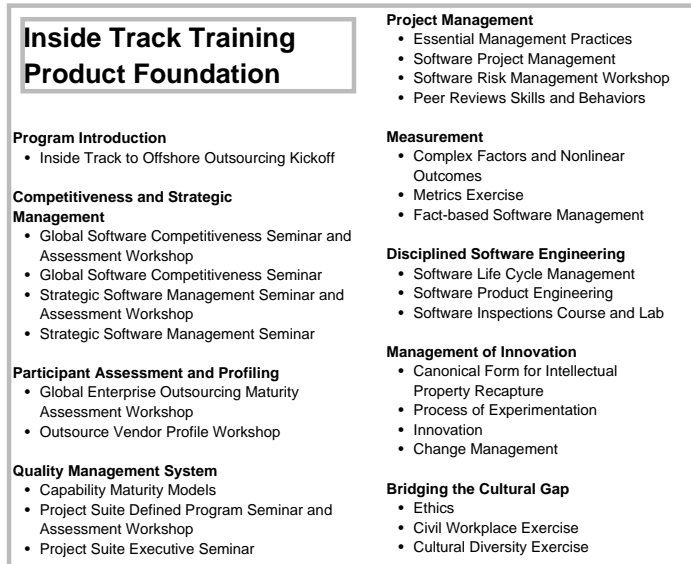 Inside Track Training
Product Foundation
Program Introduction
• Inside Track to Offshore Outsourcing Kickoff
Competitiveness and Strategic
Management
• Global Software Competitiveness Seminar and
Assessment Workshop
• Global Software Competitiveness Seminar
• Strategic Software Management Seminar and
Assessment Workshop
• Strategic Software Management Seminar
Participant Assessment and Profiling
• Global Enterprise Outsourcing Maturity
Assessment Workshop
• Outsource Vendor Profile Workshop
Quality Management System
• Capability Maturity Models
• Project Suite Defined Program Seminar and
Assessment Workshop
• Project Suite Executive Seminar
Project Management
• Essential Management Practices
• Software Project Management
• Software Risk Management Workshop
• Peer Reviews Skills and Behaviors
Measurement
• Complex Factors and Nonlinear
Outcomes
• Metrics Exercise
• Fact-based Software Management
Disciplined Software Engineering
• Software Life Cycle Management
• Software Product Engineering
• Software Inspections Course and Lab
Management of Innovation
• Canonical Form for Intellectual
Property Recapture
• Process of Experimentation
• Innovation
• Change Management
Bridging the Cultural Gap
• Ethics
• Civil Workplace Exercise
• Cultural Diversity Exercise